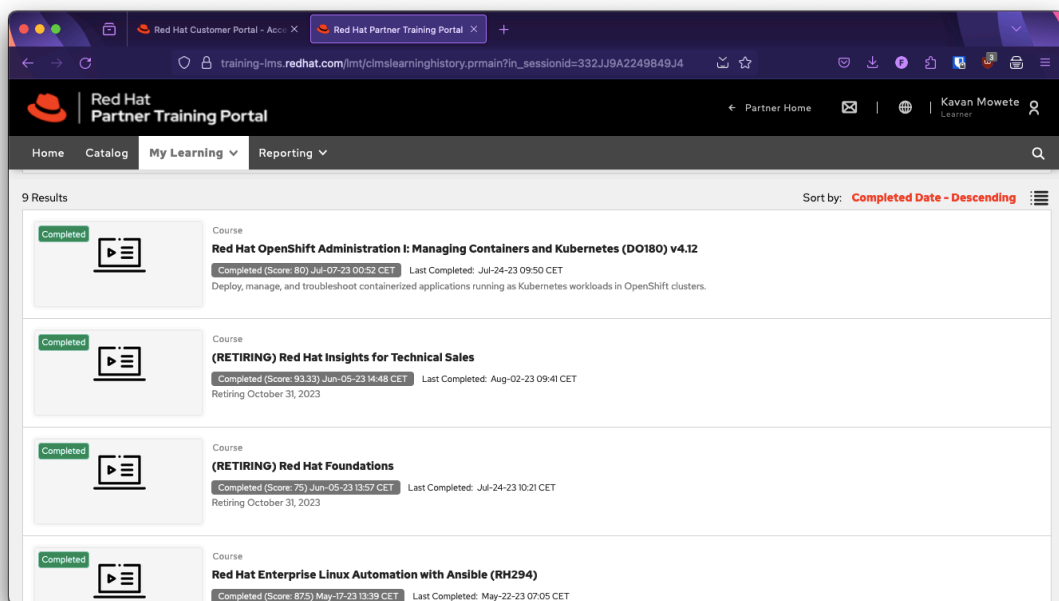 Red Hat Customer Portal - Acce
Red Hat Partner Training Portal
training-lms.redhat.com/lmt/clmslearninghistory.prmain?in_sessionid=332JJ9A2249849J4
3
Red Hat
Partner Training Portal
Partner Home
Kavan Mowete
Learner
Home Catalog My Learning Reporting
9 Results
Sort by: Completed Date - Descending
Completed
Course
Red Hat OpenShift Administration I: Managing Containers and Kubernetes (DO180) v4.12
Completed (Score: 80) Jul-07-23 00:52 CET Last Completed: Jul-24-23 09:50 CET
Deploy, manage, and troubleshoot containerized applications running as Kubernetes workloads in OpenShift clusters.
Completed
Course
(RETIRING) Red Hat Insights for Technical Sales
Completed (Score: 93.33) Jun-05-23 14:48 CET Last Completed: Aug-02-23 09:41 CET
Retiring October 31, 2023
Completed
Course
(RETIRING) Red Hat Foundations
Completed (Score: 75) Jun-05-23 13:57 CET Last Completed: Jul-24-23 10:21 CET
Retiring October 31, 2023
Completed
Course
Red Hat Enterprise Linux Automation with Ansible (RH294)
Completed (Score: 87.5) May-17-23 13:39 CET Last Completed: May-22-23 07:05 CET